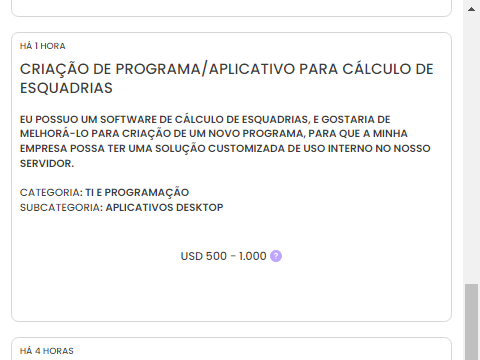 HÁ 1 HORA
CRIAÇÃO DE PROGRAMA/APLICATIVO PARA CÁLCULO DE
ESQUADRIAS
EU POSSUO UM SOFTWARE DE CÁLCULO DE ESQUADRIAS, E GOSTARIA DE
MELHORÁ-LO PARA CRIAÇÃO DE UM NOVO PROGRAMA, PARA QUE A MINHA
EMPRESA POSSA TER UMA SOLUÇÃO CUSTOMIZADA DE USO INTERNO NO NOSSO
SERVIDOR.
CATEGORIA: TI E PROGRAMAÇÃO
SUBCATEGORIA: APLICATIVOS DESKTOP
USD 500 - 1.000 ?
HÁ 4 HORAS